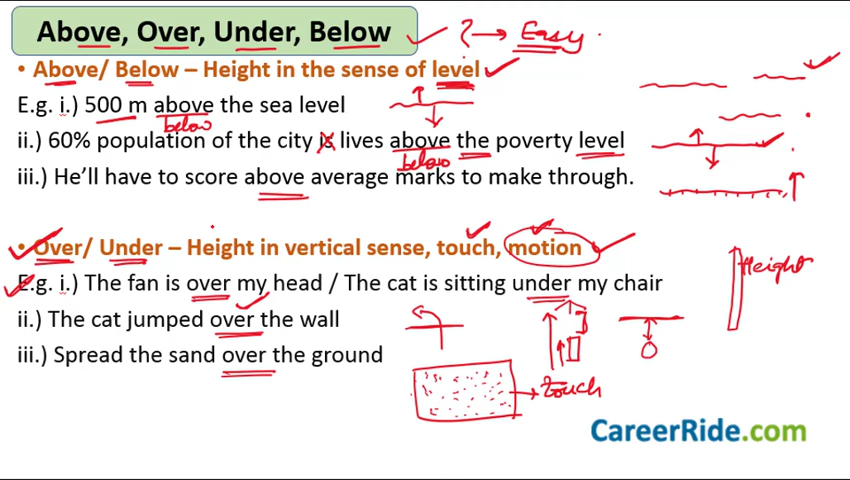 Above, Over, Under, Below
? → Easy
• Above/ Below – Height in the sense of level
E.g. i.) 500 m above the sea level
below
ii.) 60% population of the city is lives above the poverty level
below
iii.) He'll have to score above average marks to make through.
• Over/ Under – Height in vertical sense, touch, motion
E.g. i.) The fan is over my head / The cat is sitting under my chair
Height
ii.) The cat jumped over the wall
iii.) Spread the sand over the ground
touch
CareerRide.com